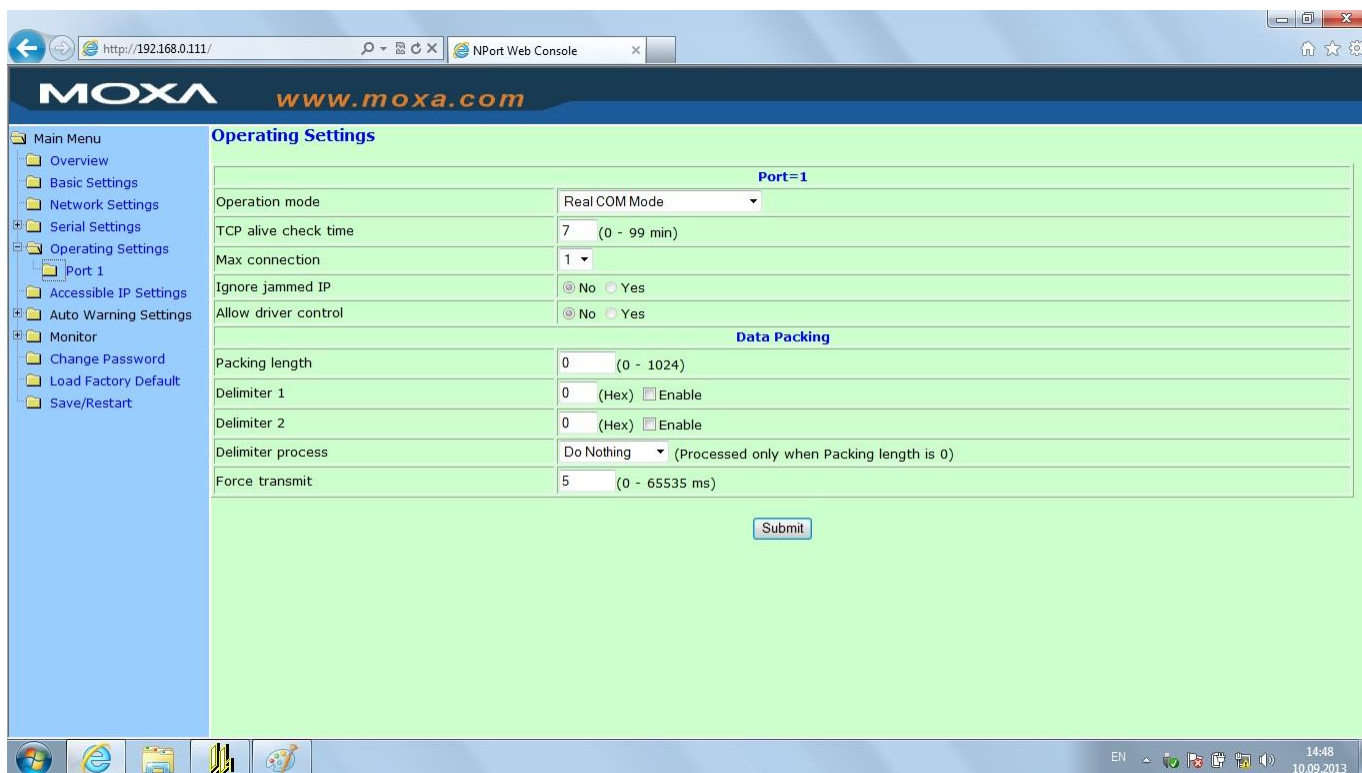 http://192.168.0.111/
NPort Web Console
MOXA
www.moxa.com
Main Menu
Overview
Basic Settings
Network Settings
Serial Settings
Operating Settings
Port 1
Accessible IP Settings
Auto Warning Settings
Monitor
Change Password
Load Factory Default
Save/Restart
Operating Settings
Port=1
Operation mode Real COM Mode
TCP alive check time 7 (0 - 99 min)
Max connection 1
Ignore jammed IP No Yes
Allow driver control No Yes
Data Packing
Packing length 0 (0 - 1024)
Delimiter 1 0 (Hex) Enable
Delimiter 2 0 (Hex) Enable
Delimiter process Do Nothing (Processed only when Packing length is 0)
Force transmit 5 (0 - 65535 ms)
Submit
EN
14:48
10.09.2013